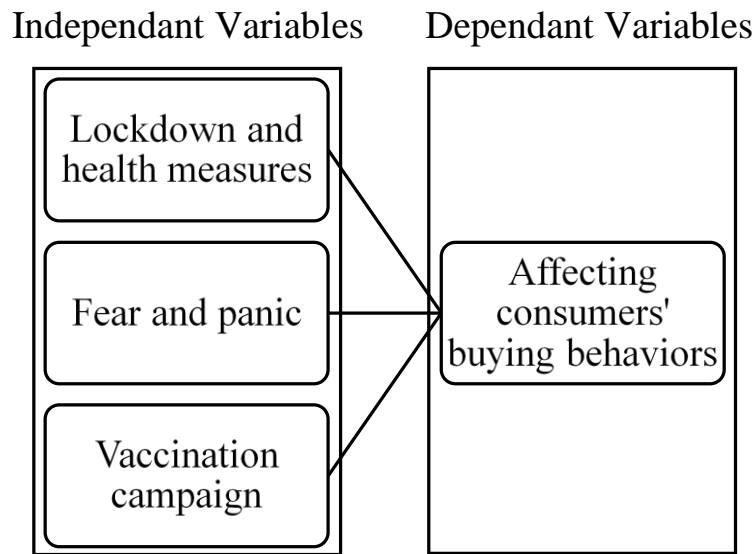 Independant Variables
Dependant Variables
Lockdown and
health measures
Fear and panic
Vaccination
campaign
Affecting
consumers'
buying behaviors